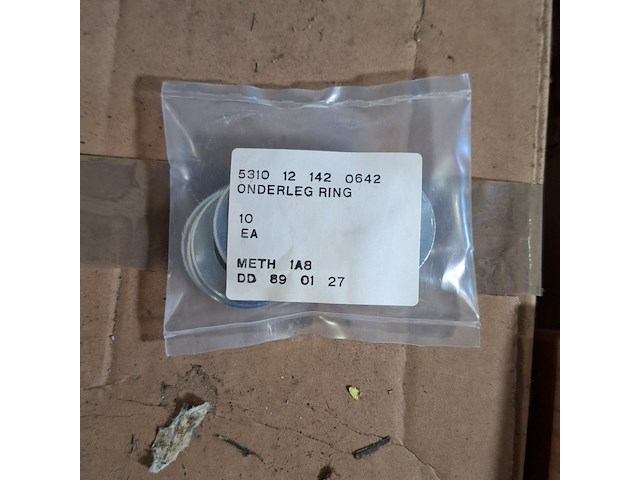 5310 12 142 0642
ONDERLEG RING
10
EA
METH 1A8
DD 89 01 27